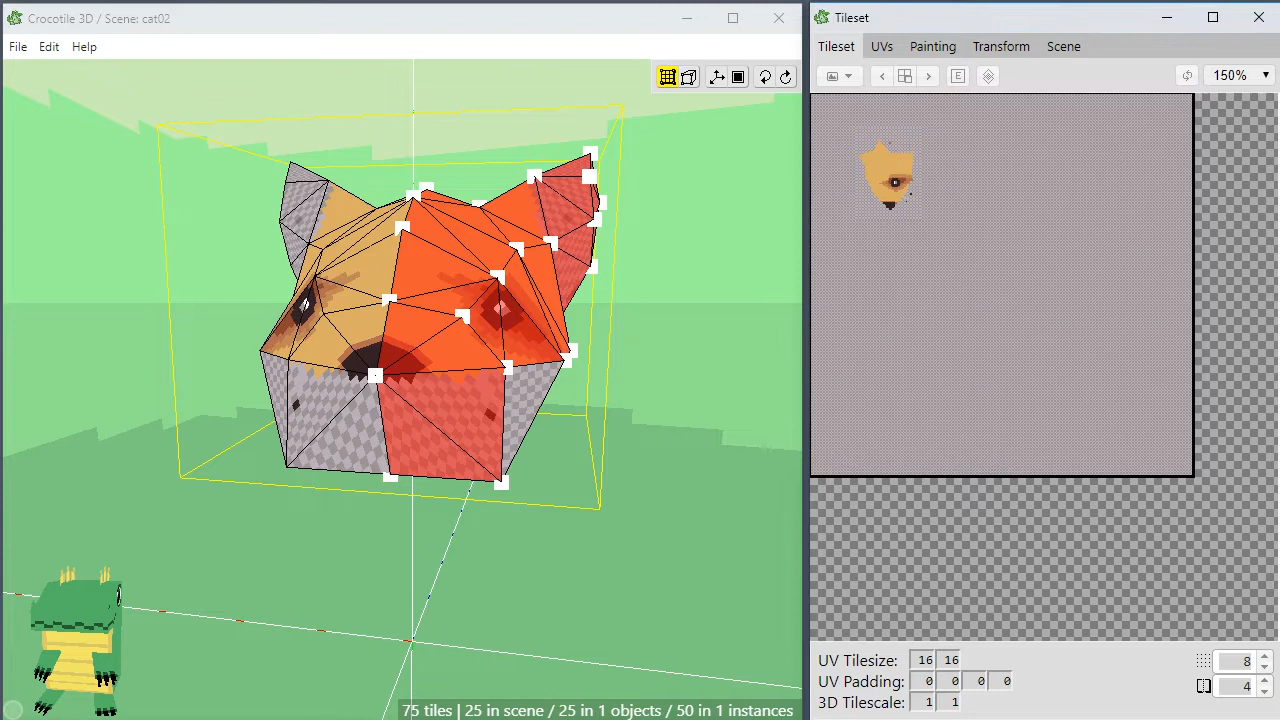 Crocotile 3D / Scene: cat02
File Edit Help
75 tiles | 25 in scene / 25 in 1 objects / 50 in 1 instances
Tileset
Tileset UVs Painting Transform Scene
E 150%
UV Tilesize: 16 16
UV Padding: 0 0 0 0
3D Tilescale: 1 1
8
4